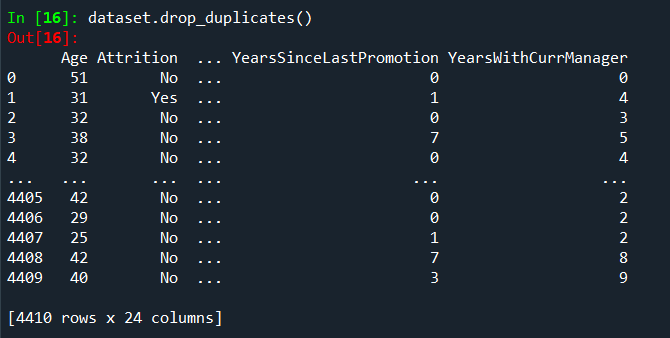 In [16]: dataset.drop_duplicates()
Out[16]:
Age Attrition ... YearsSinceLastPromotion YearsWithCurrManager
0 51 No ... 0 0
1 31 Yes ... 1 4
2 32 No ... 0 3
3 38 No ... 7 5
4 32 No ... 0 4
... ... ... ... ... ...
4405 42 No ... 0 2
4406 29 No ... 0 2
4407 25 No ... 1 2
4408 42 No ... 7 8
4409 40 No ... 3 9
[4410 rows x 24 columns]